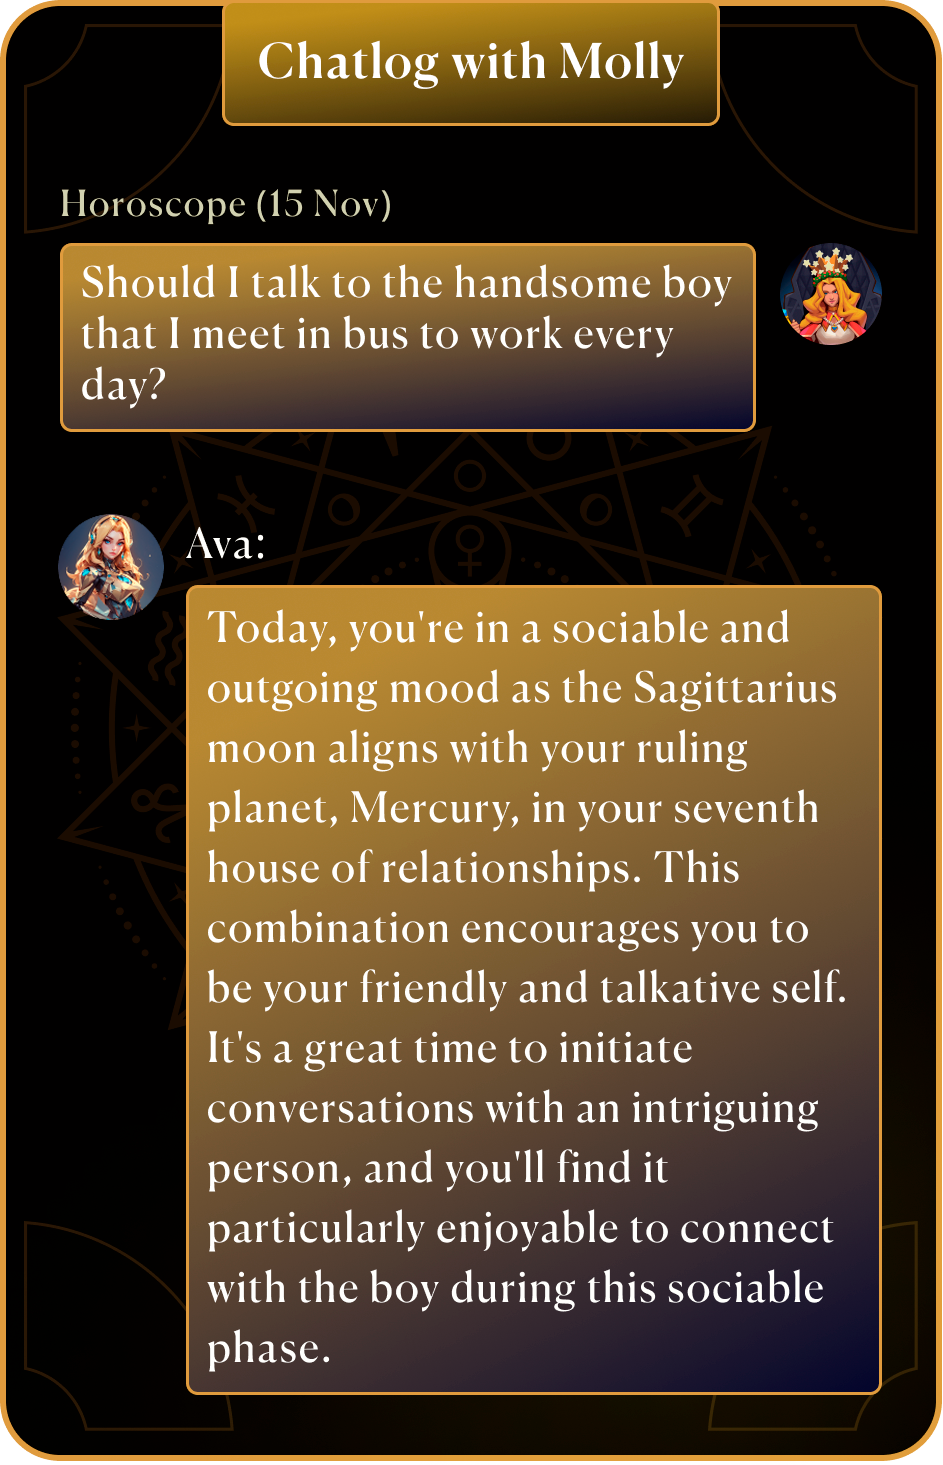 Chatlog with Molly
Horoscope (15 Nov)
Should I talk to the handsome boy
that I meet in bus to work every
day?
Ava:
Today, you're in a sociable and
outgoing mood as the Sagittarius
moon aligns with your ruling
planet, Mercury, in your seventh
house of relationships. This
combination encourages you to
be your friendly and talkative self.
It's a great time to initiate
conversations with an intriguing
person, and you'll find it
particularly enjoyable to connect
with the boy during this sociable
phase.